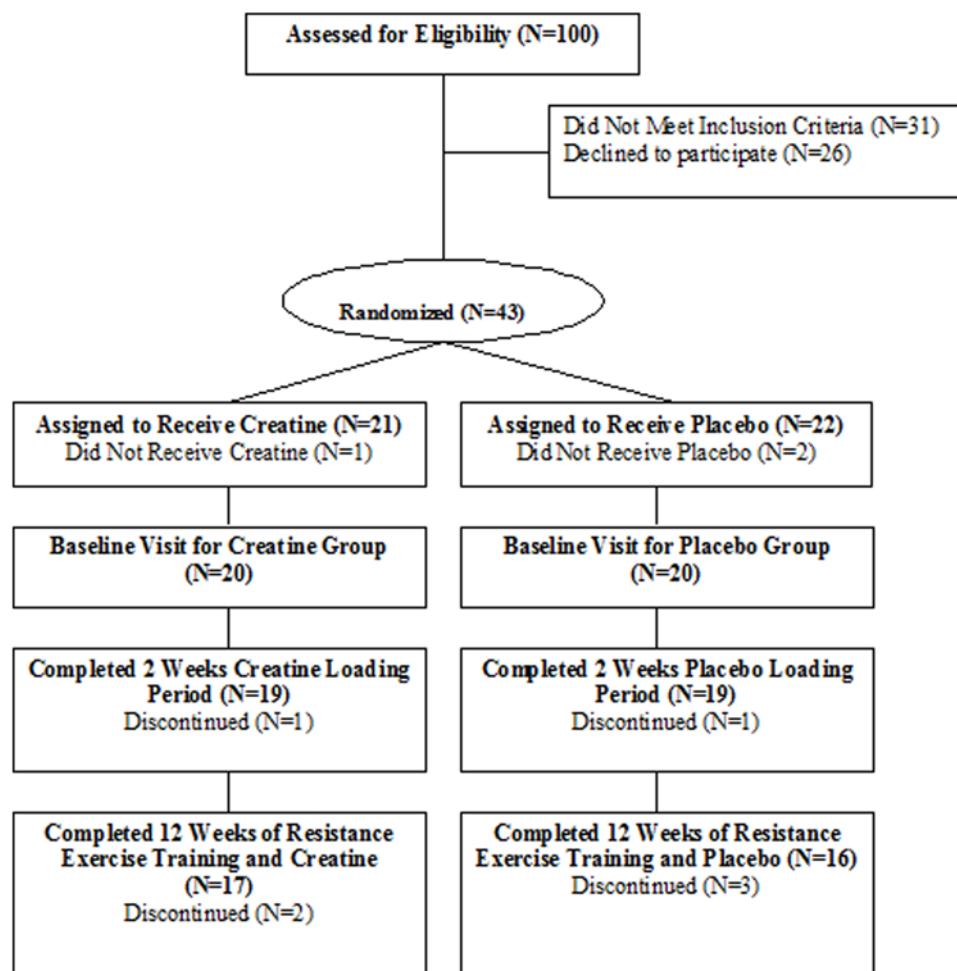 Assessed for Eligibility (N=100)
Did Not Meet Inclusion Criteria (N=31)
Declined to participate (N=26)
Randomized (N=43)
Assigned to Receive Creatine (N=21)
Did Not Receive Creatine (N=1)
Assigned to Receive Placebo (N=22)
Did Not Receive Placebo (N=2)
Baseline Visit for Creatine Group
(N=20)
Baseline Visit for Placebo Group
(N=20)
Completed 2 Weeks Creatine Loading
Period (N=19)
Discontinued (N=1)
Completed 2 Weeks Placebo Loading
Period (N=19)
Discontinued (N=1)
Completed 12 Weeks of Resistance
Exercise Training and Creatine
(N=17)
Discontinued (N=2)
Completed 12 Weeks of Resistance
Exercise Training and Placebo (N=16)
Discontinued (N=3)